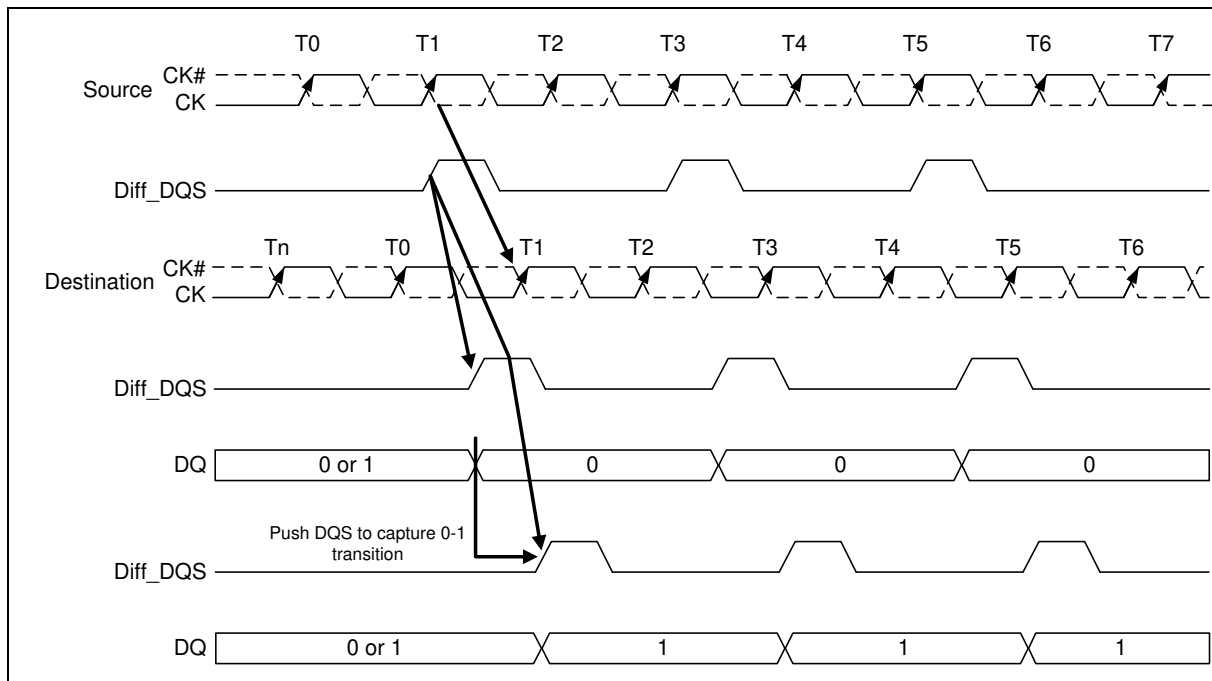 T0 T1 T2 T3 T4 T5 T6 T7
CK#
Source
CK
Diff_DQS
Tn T0 T1 T2 T3 T4 T5 T6
CK#
Destination
CK
Diff_DQS
DQ 0 or 1 0 0 0
Push DQS to capture 0-1
transition
Diff_DQS
DQ 0 or 1 1 1 1